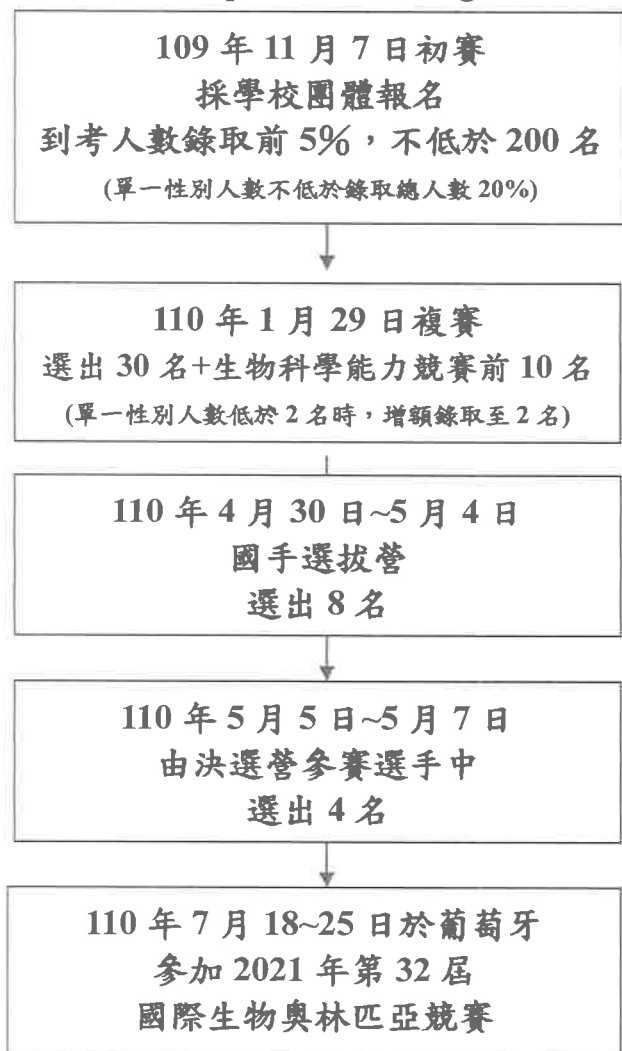 109 年 11 月 7 日初賽
採學校團體報名
到考人數錄取前 5%，不低於 200 名
(單一性別人數不低於錄取總人數 20%)
110 年 1 月 29 日複賽
選出 30 名+生物科學能力競賽前 10 名
(單一性別人數低於 2 名時，增額錄取至 2 名)
110 年 4 月 30 日~5 月 4 日
國手選拔營
選出 8 名
110 年 5 月 5 日~5 月 7 日
由決選營參賽選手中
選出 4 名
110 年 7 月 18~25 日於葡萄牙
參加 2021 年第 32 屆
國際生物奧林匹亞競賽